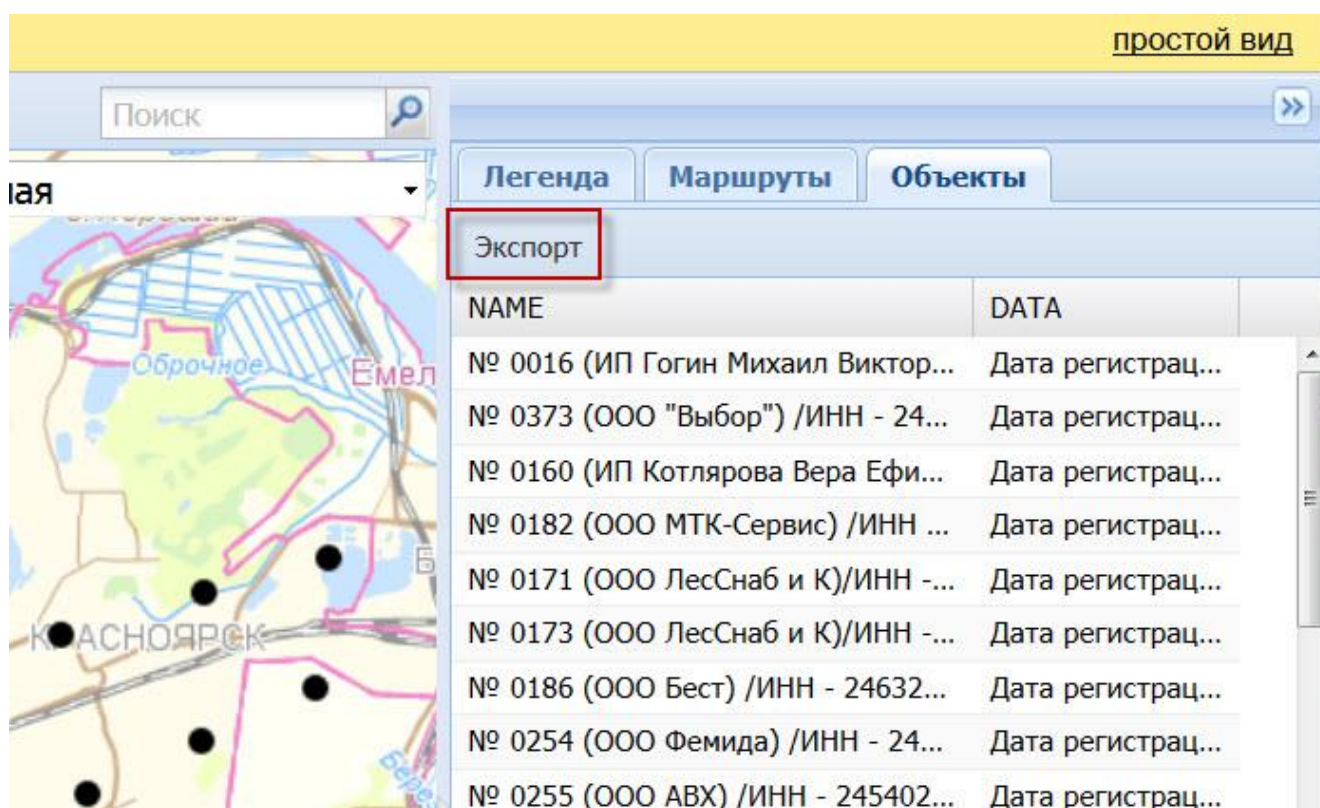 простой вид
Поиск
ная
Легенда Маршруты Объекты
Экспорт
NAME DATA
№ 0016 (ИП Гогин Михаил Виктор... Дата регистрац...
№ 0373 (ООО "Выбор") /ИНН - 24... Дата регистрац...
№ 0160 (ИП Котлярова Вера Ефи... Дата регистрац...
№ 0182 (ООО МТК-Сервис) /ИНН ... Дата регистрац...
№ 0171 (ООО ЛесСнаб и К)/ИНН -... Дата регистрац...
№ 0173 (ООО ЛесСнаб и К)/ИНН -... Дата регистрац...
№ 0186 (ООО Бест) /ИНН - 24632... Дата регистрац...
№ 0254 (ООО Фемида) /ИНН - 24... Дата регистрац...
№ 0255 (ООО АВХ) /ИНН - 245402... Дата регистрац...
Оброчное
Емел
Б
КРАСНОЯРСК
Бере